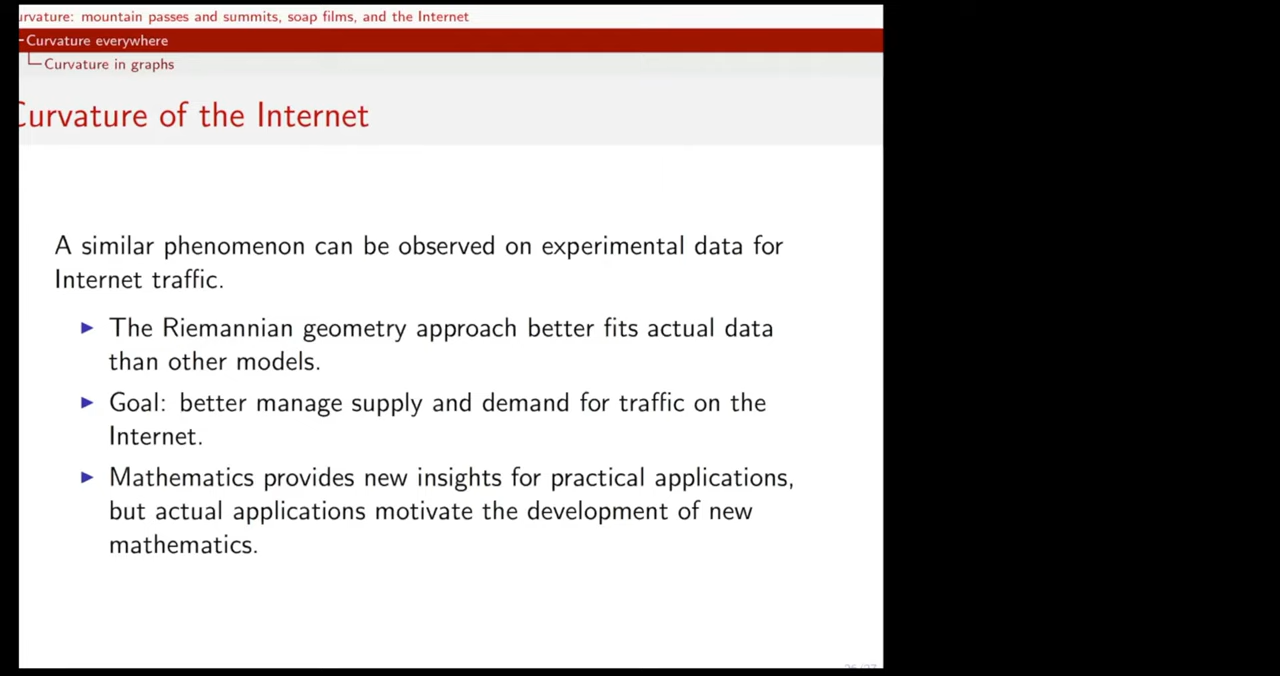 urvature: mountain passes and summits, soap films, and the Internet
Curvature everywhere
Curvature in graphs
Curvature of the Internet
A similar phenomenon can be observed on experimental data for
Internet traffic.
The Riemannian geometry approach better fits actual data
than other models.
Goal: better manage supply and demand for traffic on the
Internet.
Mathematics provides new insights for practical applications,
but actual applications motivate the development of new
mathematics.